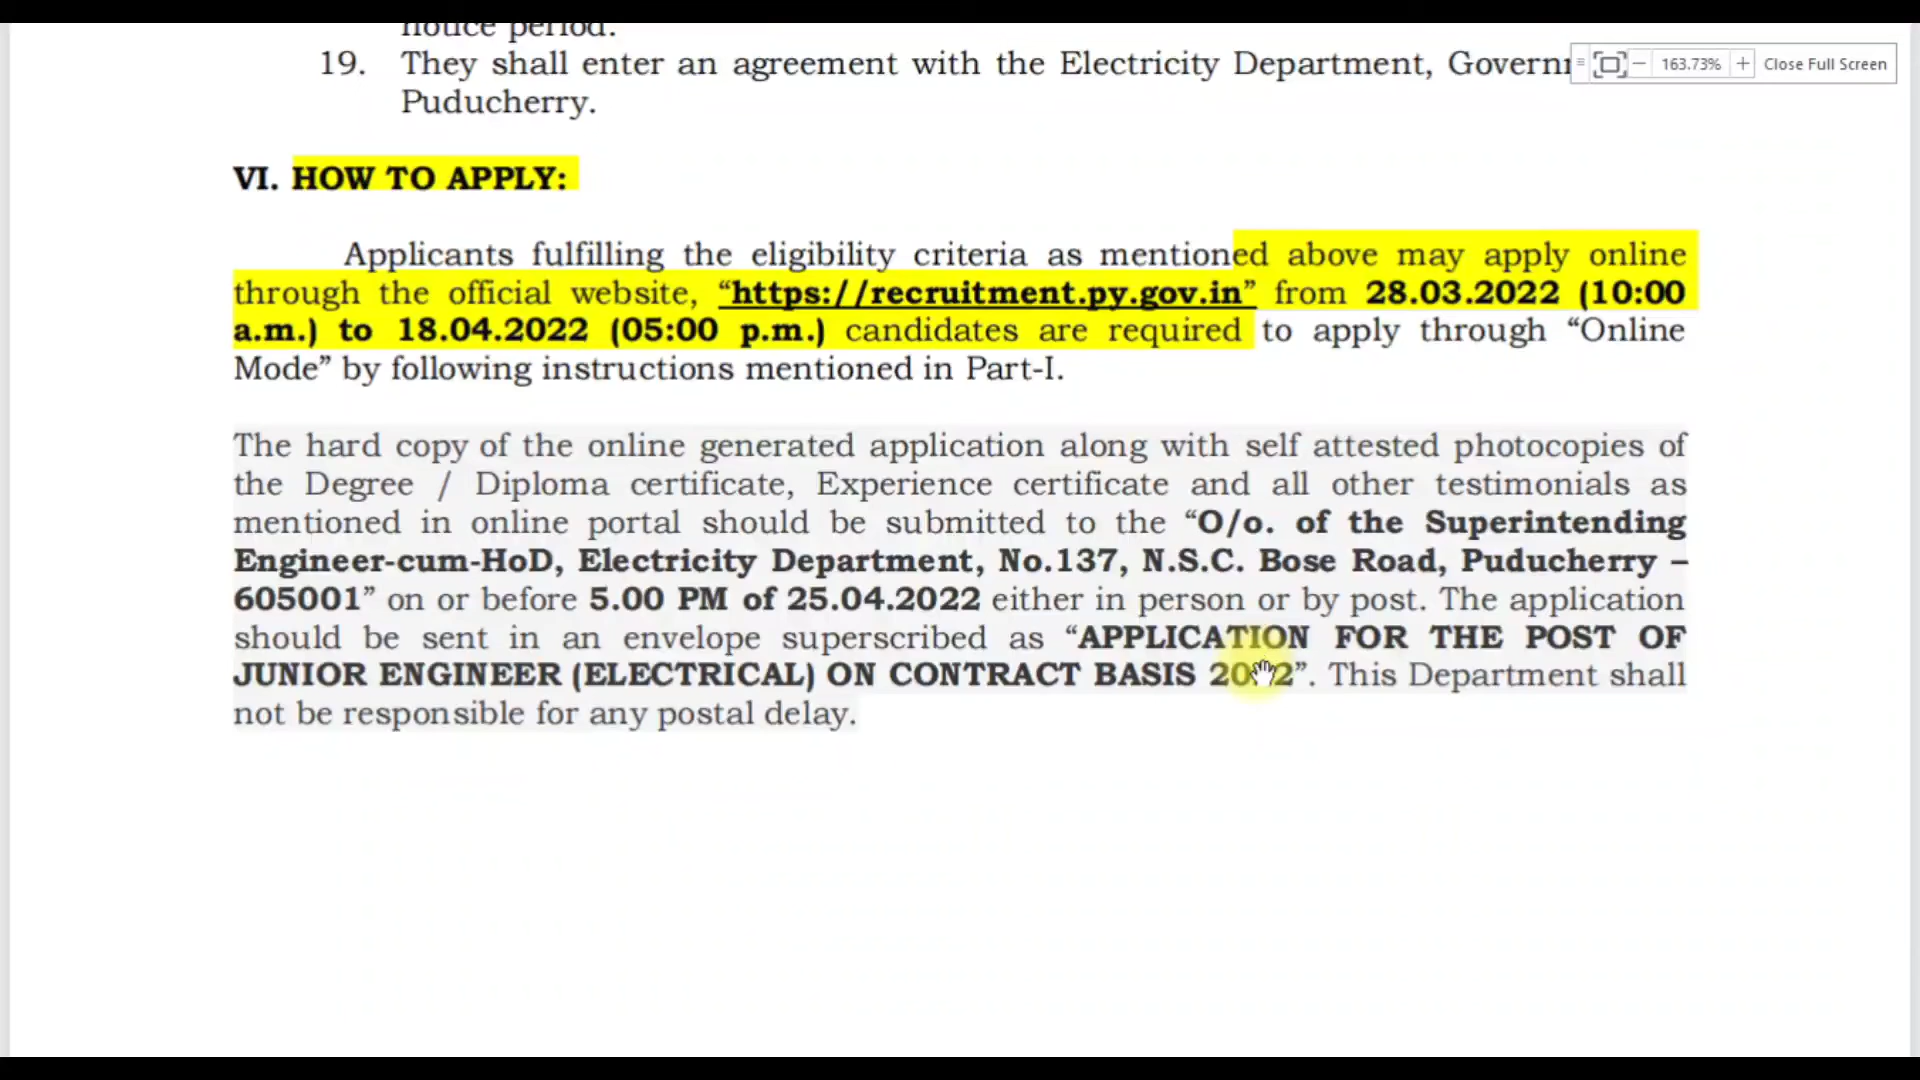 notice period.
19. They shall enter an agreement with the Electricity Department,
Puducherry.
163.73%
Close Full Screen
VI. HOW TO APPLY:
Applicants fulfilling the eligibility criteria as mentioned above may apply online
through the official website, “https://recruitment.py.gov.in” from 28.03.2022 (10:00
a.m.) to 18.04.2022 (05:00 p.m.) candidates are required to apply through “Online
Mode” by following instructions mentioned in Part-I.
The hard copy of the online generated application along with self attested photocopies of
the Degree / Diploma certificate, Experience certificate and all other testimonials as
mentioned in online portal should be submitted to the “O/o. of the Superintending
Engineer-cum-HoD, Electricity Department, No.137, N.S.C. Bose Road, Puducherry –
605001” on or before 5.00 PM of 25.04.2022 either in person or by post. The application
should be sent in an envelope superscribed as “APPLICATION FOR THE POST OF
JUNIOR ENGINEER (ELECTRICAL) ON CONTRACT BASIS 2022”. This Department shall
not be responsible for any postal delay.